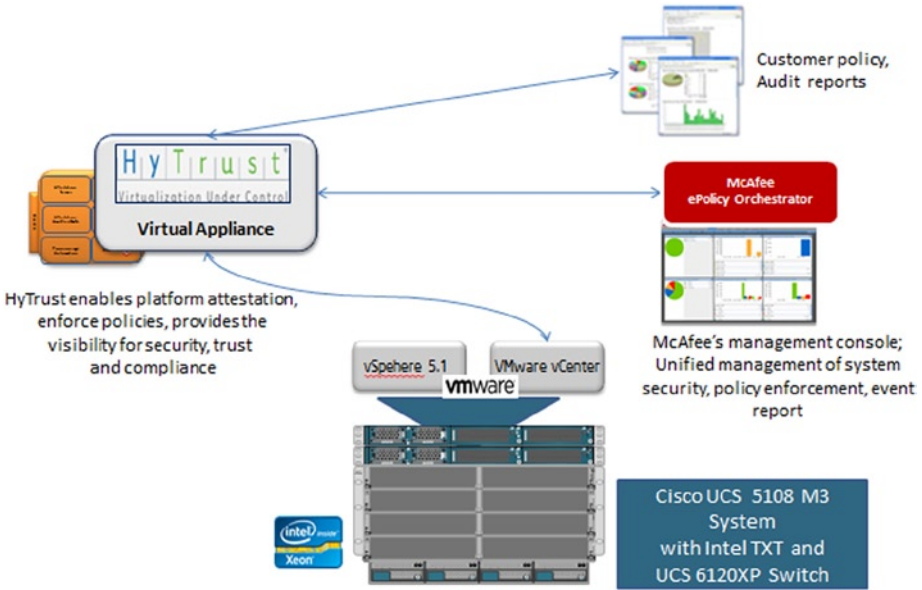 Customer policy,
Audit reports
HyTrust
Virtualization Under Control
Virtual Appliance
McAfee
ePolicy Orchestrator
HyTrust enables platform attestation,
enforce policies, provides the
visibility for security, trust
and compliance
McAfee's management console;
Unified management of system
security, policy enforcement, event
report
vSpehere 5.1
VMware vCenter
vmware
Cisco UCS 5108 M3
System
with Intel TXT and
UCS 6120XP Switch
intel inside
Xeon